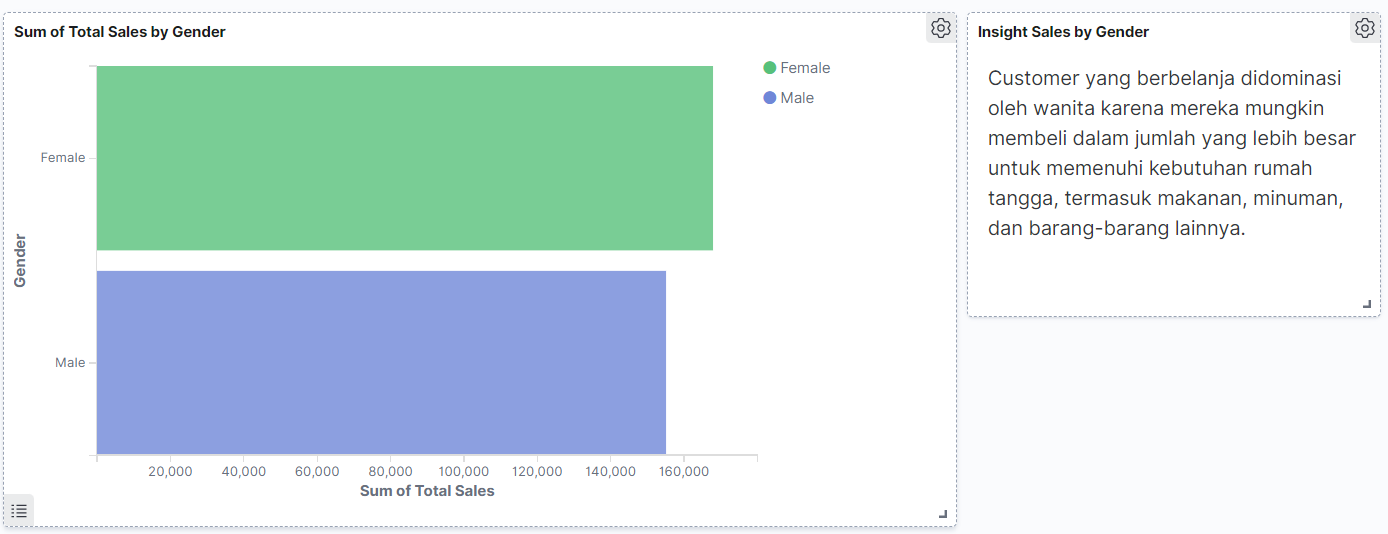 Sum of Total Sales by Gender
Female
Male
Gender
Female
Male
20,000 40,000 60,000 80,000 100,000 120,000 140,000 160,000
Sum of Total Sales
Insight Sales by Gender
Customer yang berbelanja didominasi
oleh wanita karena mereka mungkin
membeli dalam jumlah yang lebih besar
untuk memenuhi kebutuhan rumah
tangga, termasuk makanan, minuman,
dan barang-barang lainnya.